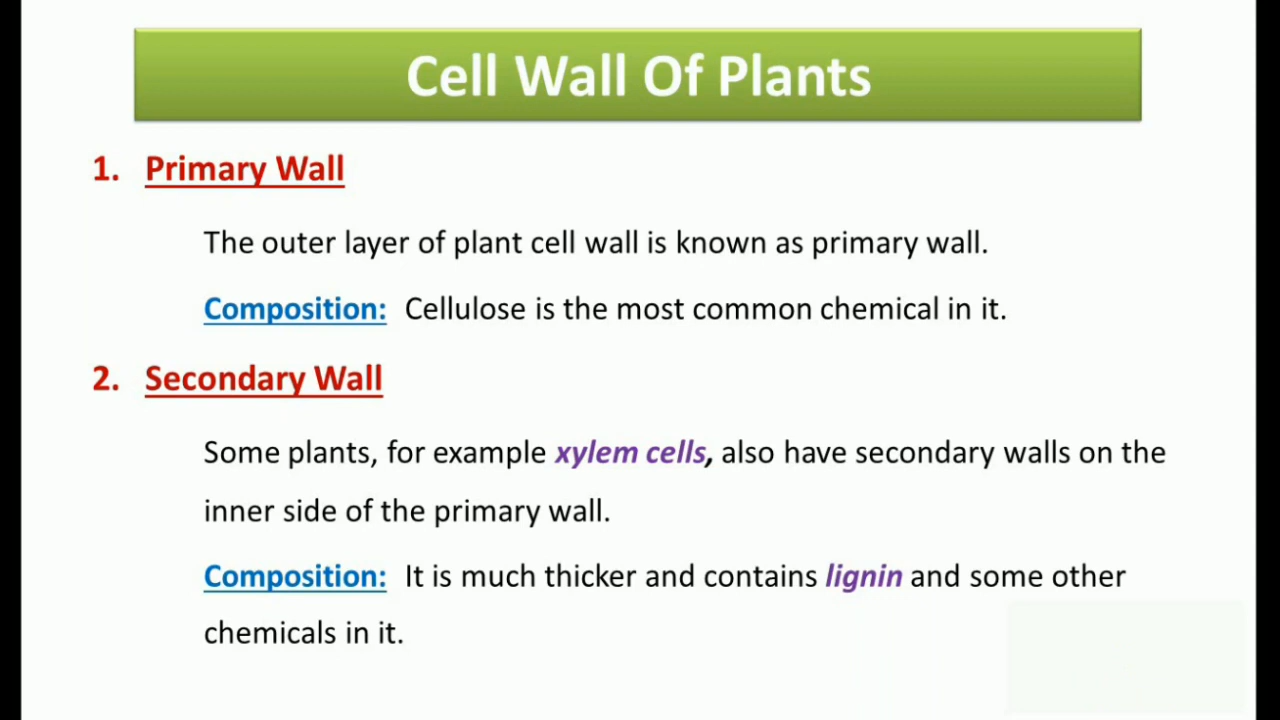 Cell Wall Of Plants
1. Primary Wall
The outer layer of plant cell wall is known as primary wall.
Composition: Cellulose is the most common chemical in it.
2. Secondary Wall
Some plants, for example xylem cells, also have secondary walls on the
inner side of the primary wall.
Composition: It is much thicker and contains lignin and some other
chemicals in it.